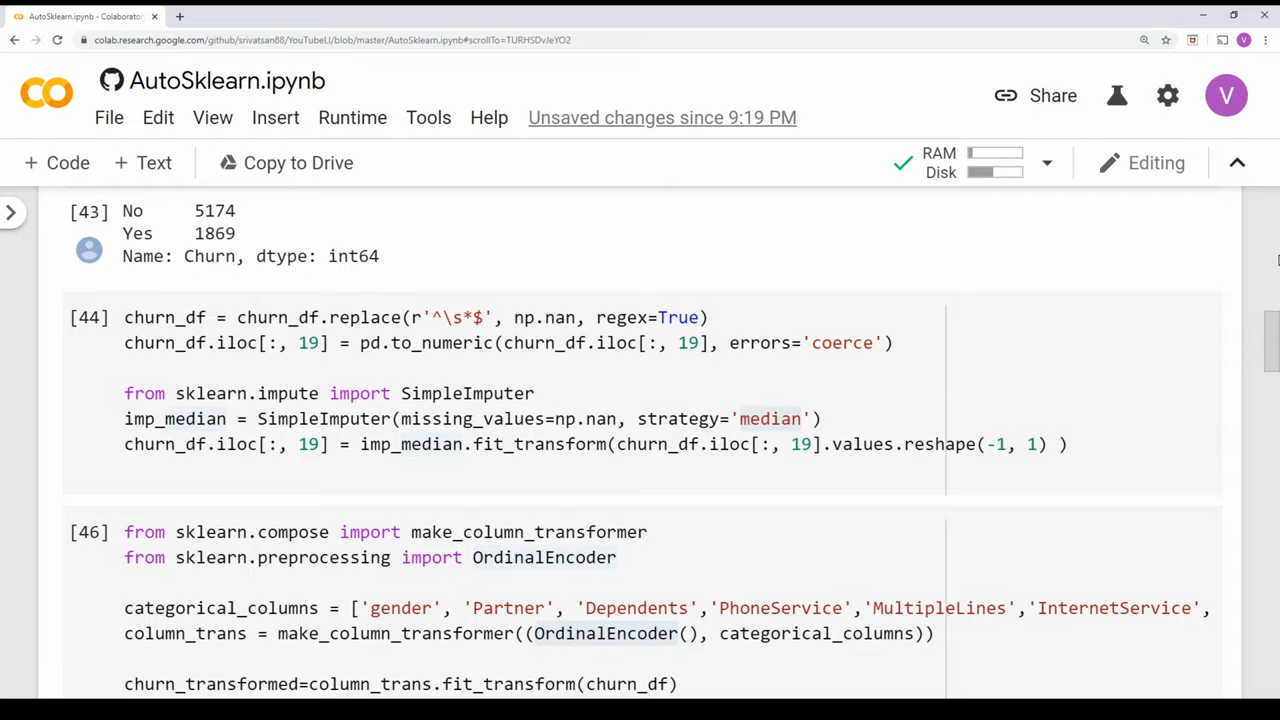 AutoSklearn.ipynb - Colaborator
colab.research.google.com/github/srivatsan88/YouTubeLI/blob/master/AutoSklearn.ipynb#scrollTo=TURHSDvJeYO2
V
AutoSklearn.ipynb
Share
V
File Edit View Insert Runtime Tools Help Unsaved changes since 9:19 PM
+ Code + Text Copy to Drive
RAM
Disk
Editing
[43] No 5174
Yes 1869
Name: Churn, dtype: int64
[44] churn_df = churn_df.replace(r'^\s*$', np.nan, regex=True)
churn_df.iloc[:, 19] = pd.to_numeric(churn_df.iloc[:, 19], errors='coerce')
from sklearn.impute import SimpleImputer
imp_median = SimpleImputer(missing_values=np.nan, strategy='median')
churn_df.iloc[:, 19] = imp_median.fit_transform(churn_df.iloc[:, 19].values.reshape(-1, 1) )
[46] from sklearn.compose import make_column_transformer
from sklearn.preprocessing import OrdinalEncoder
categorical_columns = ['gender', 'Partner', 'Dependents','PhoneService','MultipleLines','InternetService',
column_trans = make_column_transformer((OrdinalEncoder(), categorical_columns))
churn_transformed=column_trans.fit_transform(churn_df)